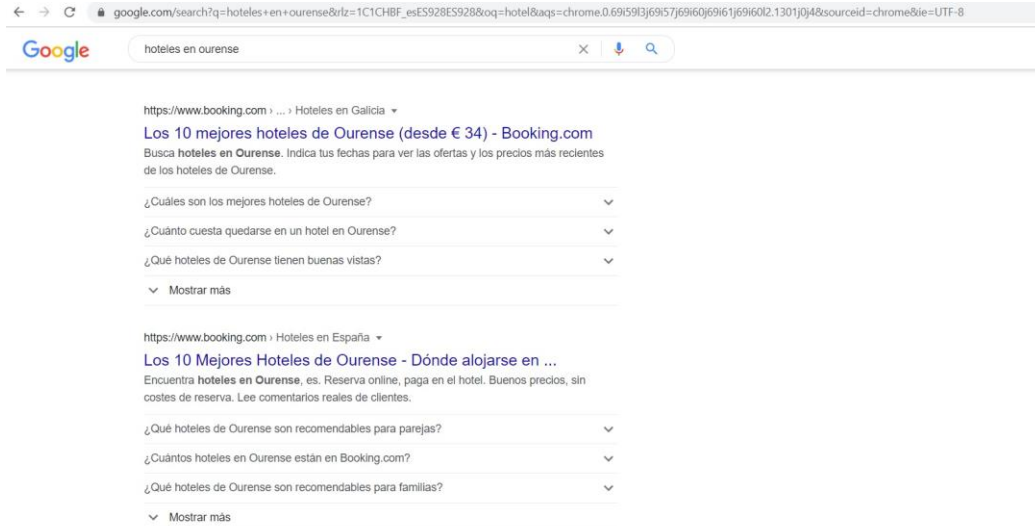 google.com/search?q=hoteles+en+ourense&rlz=1C1CHBF_esES928ES928&oq=hotel&aqs=chrome.0.69i59l3j69i57j69i60j69i61j69i60l2.1301j0j4&sourceid=chrome&ie=UTF-8
Google
hoteles en ourense
https://www.booking.com › ... › Hoteles en Galicia
Los 10 mejores hoteles de Ourense (desde € 34) - Booking.com
Busca hoteles en Ourense. Indica tus fechas para ver las ofertas y los precios más recientes
de los hoteles de Ourense.
¿Cuáles son los mejores hoteles de Ourense?
¿Cuánto cuesta quedarse en un hotel en Ourense?
¿Qué hoteles de Ourense tienen buenas vistas?
Mostrar más
https://www.booking.com › Hoteles en España
Los 10 Mejores Hoteles de Ourense - Dónde alojarse en ...
Encuentra hoteles en Ourense, es. Reserva online, paga en el hotel. Buenos precios, sin
costes de reserva. Lee comentarios reales de clientes.
¿Qué hoteles de Ourense son recomendables para parejas?
¿Cuántos hoteles en Ourense están en Booking.com?
¿Qué hoteles de Ourense son recomendables para familias?
Mostrar más